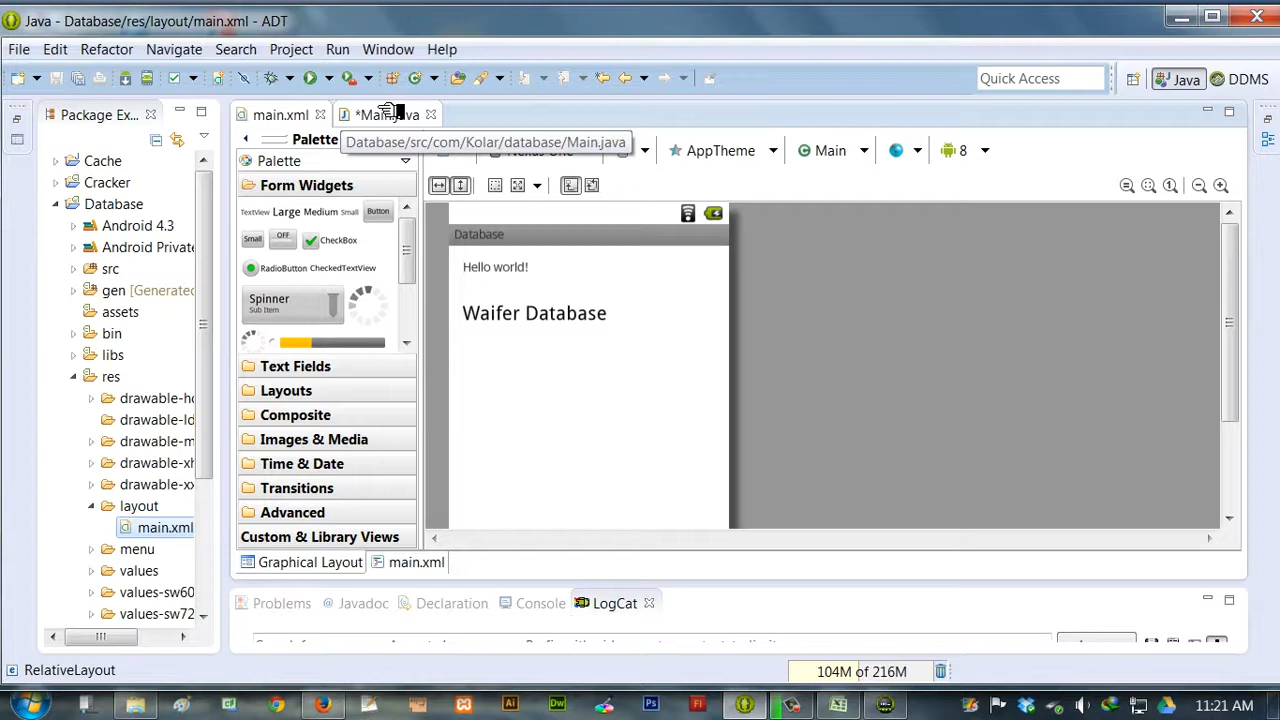 Java - Database/res/layout/main.xml - ADT
File Edit Refactor Navigate Search Project Run Window Help
Quick Access
Java
DDMS
Package Ex...
main.xml
*Main.java
Palette
Database/src/com/Kolar/database/Main.java
AppTheme
Main
8
Palette
Form Widgets
TextView Large Medium Small Button
Small OFF CheckBox
RadioButton CheckedTextView
Spinner
Sub Item
Text Fields
Layouts
Composite
Images & Media
Time & Date
Transitions
Advanced
Custom & Library Views
Cache
Cracker
Database
Android 4.3
Android Private
src
gen [Generated
assets
bin
libs
res
drawable-hd
drawable-ld
drawable-m
drawable-xh
drawable-xx
layout
main.xml
menu
values
values-sw60
values-sw72
Database
Hello world!
Waifer Database
Graphical Layout
main.xml
Problems
@ Javadoc
Declaration
Console
LogCat
RelativeLayout
104M of 216M
11:21 AM